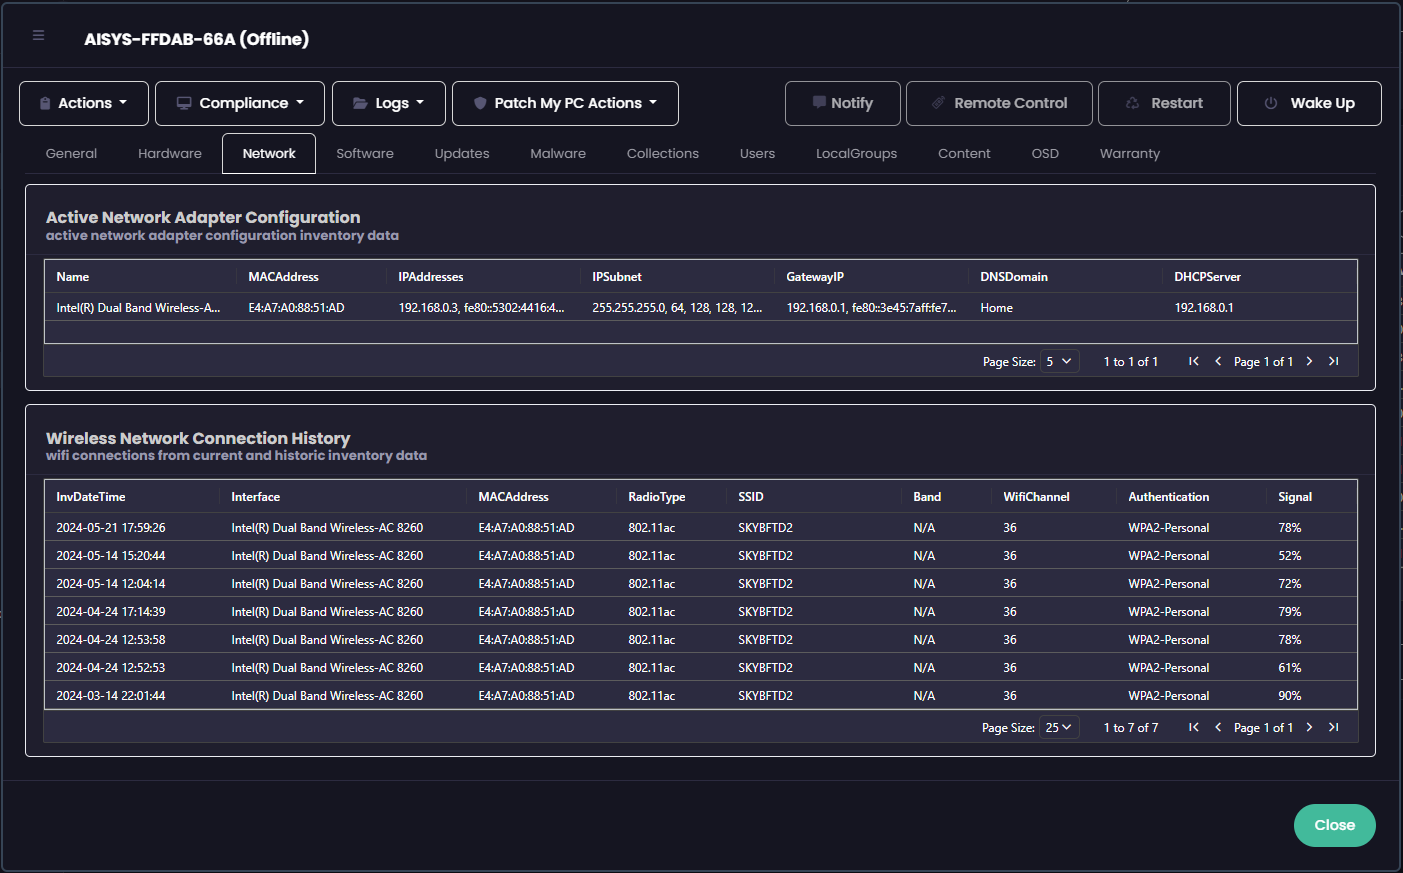 AISYS-FFDAB-66A (Offline)
Actions Compliance Logs Patch My PC Actions Notify Remote Control Restart Wake Up
General Hardware Network Software Updates Malware Collections Users LocalGroups Content OSD Warranty
Active Network Adapter Configuration
active network adapter configuration inventory data
Name MACAddress IPAddresses IPSubnet GatewayIP DNSDomain DHCPServer
Intel(R) Dual Band Wireless-A... E4:A7:A0:88:51:AD 192.168.0.3, fe80::5302:4416:4... 255.255.255.0, 64, 128, 128, 12... 192.168.0.1, fe80::3e45:7aff:fe7... Home 192.168.0.1
Page Size: 5 1 to 1 of 1 Page 1 of 1
Wireless Network Connection History
wifi connections from current and historic inventory data
InvDateTime Interface MACAddress RadioType SSID Band WifiChannel Authentication Signal
2024-05-21 17:59:26 Intel(R) Dual Band Wireless-AC 8260 E4:A7:A0:88:51:AD 802.11ac SKYBFTD2 N/A 36 WPA2-Personal 78%
2024-05-14 15:20:44 Intel(R) Dual Band Wireless-AC 8260 E4:A7:A0:88:51:AD 802.11ac SKYBFTD2 N/A 36 WPA2-Personal 52%
2024-05-14 12:04:14 Intel(R) Dual Band Wireless-AC 8260 E4:A7:A0:88:51:AD 802.11ac SKYBFTD2 N/A 36 WPA2-Personal 72%
2024-04-24 17:14:39 Intel(R) Dual Band Wireless-AC 8260 E4:A7:A0:88:51:AD 802.11ac SKYBFTD2 N/A 36 WPA2-Personal 79%
2024-04-24 12:53:58 Intel(R) Dual Band Wireless-AC 8260 E4:A7:A0:88:51:AD 802.11ac SKYBFTD2 N/A 36 WPA2-Personal 78%
2024-04-24 12:52:53 Intel(R) Dual Band Wireless-AC 8260 E4:A7:A0:88:51:AD 802.11ac SKYBFTD2 N/A 36 WPA2-Personal 61%
2024-03-14 22:01:44 Intel(R) Dual Band Wireless-AC 8260 E4:A7:A0:88:51:AD 802.11ac SKYBFTD2 N/A 36 WPA2-Personal 90%
Page Size: 25 1 to 7 of 7 Page 1 of 1
Close